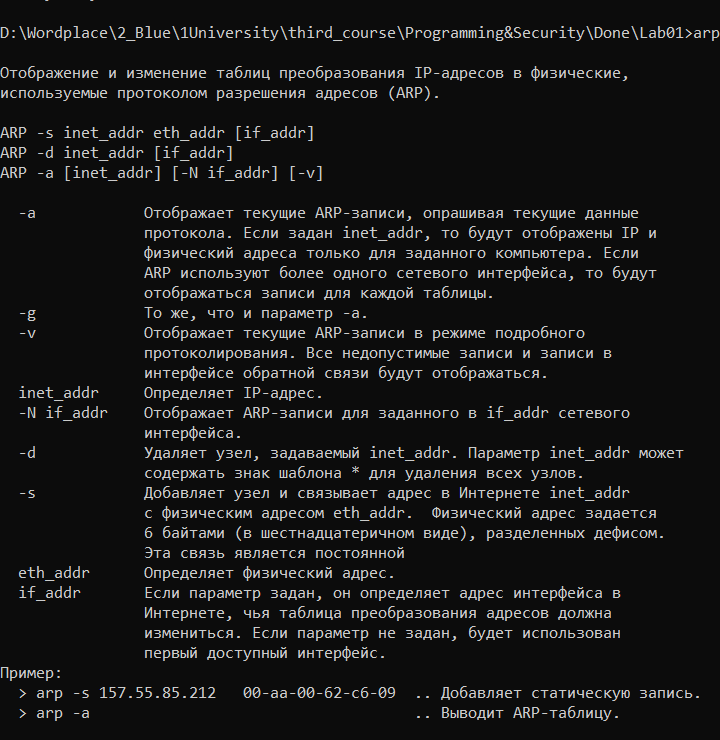 D:\Wordplace\2_Blue\1University\third_course\Programming&Security\Done\Lab01>arp
Отображение и изменение таблиц преобразования IP-адресов в физические,
используемые протоколом разрешения адресов (ARP).
ARP -s inet_addr eth_addr [if_addr]
ARP -d inet_addr [if_addr]
ARP -a [inet_addr] [-N if_addr] [-v]
-a Отображает текущие ARP-записи, опрашивая текущие данные
протокола. Если задан inet_addr, то будут отображены IP и
физический адреса только для заданного компьютера. Если
ARP используют более одного сетевого интерфейса, то будут
отображаться записи для каждой таблицы.
-g То же, что и параметр -a.
-v Отображает текущие ARP-записи в режиме подробного
протоколирования. Все недопустимые записи и записи в
интерфейсе обратной связи будут отображаться.
inet_addr Определяет IP-адрес.
-N if_addr Отображает ARP-записи для заданного в if_addr сетевого
интерфейса.
-d Удаляет узел, задаваемый inet_addr. Параметр inet_addr может
содержать знак шаблона * для удаления всех узлов.
-s Добавляет узел и связывает адрес в Интернете inet_addr
с физическим адресом eth_addr.  Физический адрес задается
6 байтами (в шестнадцатеричном виде), разделенных дефисом.
Эта связь является постоянной
eth_addr Определяет физический адрес.
if_addr Если параметр задан, он определяет адрес интерфейса в
Интернете, чья таблица преобразования адресов должна
измениться. Если параметр не задан, будет использован
первый доступный интерфейс.
Пример:
> arp -s 157.55.85.212 00-aa-00-62-c6-09 .. Добавляет статическую запись.
> arp -a .. Выводит ARP-таблицу.